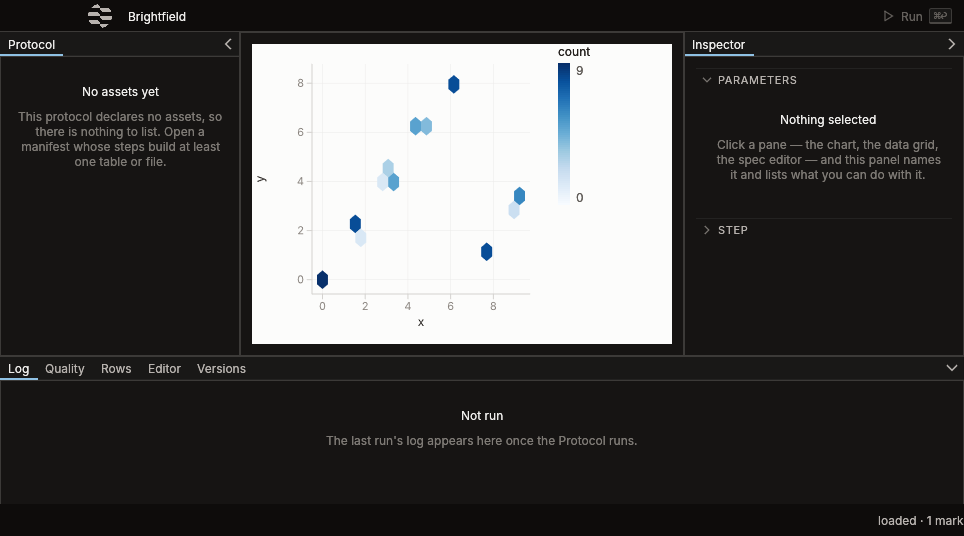 Brightfield
Run ⌘P
Protocol
No assets yet
This protocol declares no assets, so
there is nothing to list. Open a
manifest whose steps build at least
one table or file.
count
9
0
8
6
4
2
0
y
0 2 4 6 8
x
Inspector
PARAMETERS
Nothing selected
Click a pane — the chart, the data grid,
the spec editor — and this panel names
it and lists what you can do with it.
STEP
Log Quality Rows Editor Versions
Not run
The last run's log appears here once the Protocol runs.
loaded · 1 mark